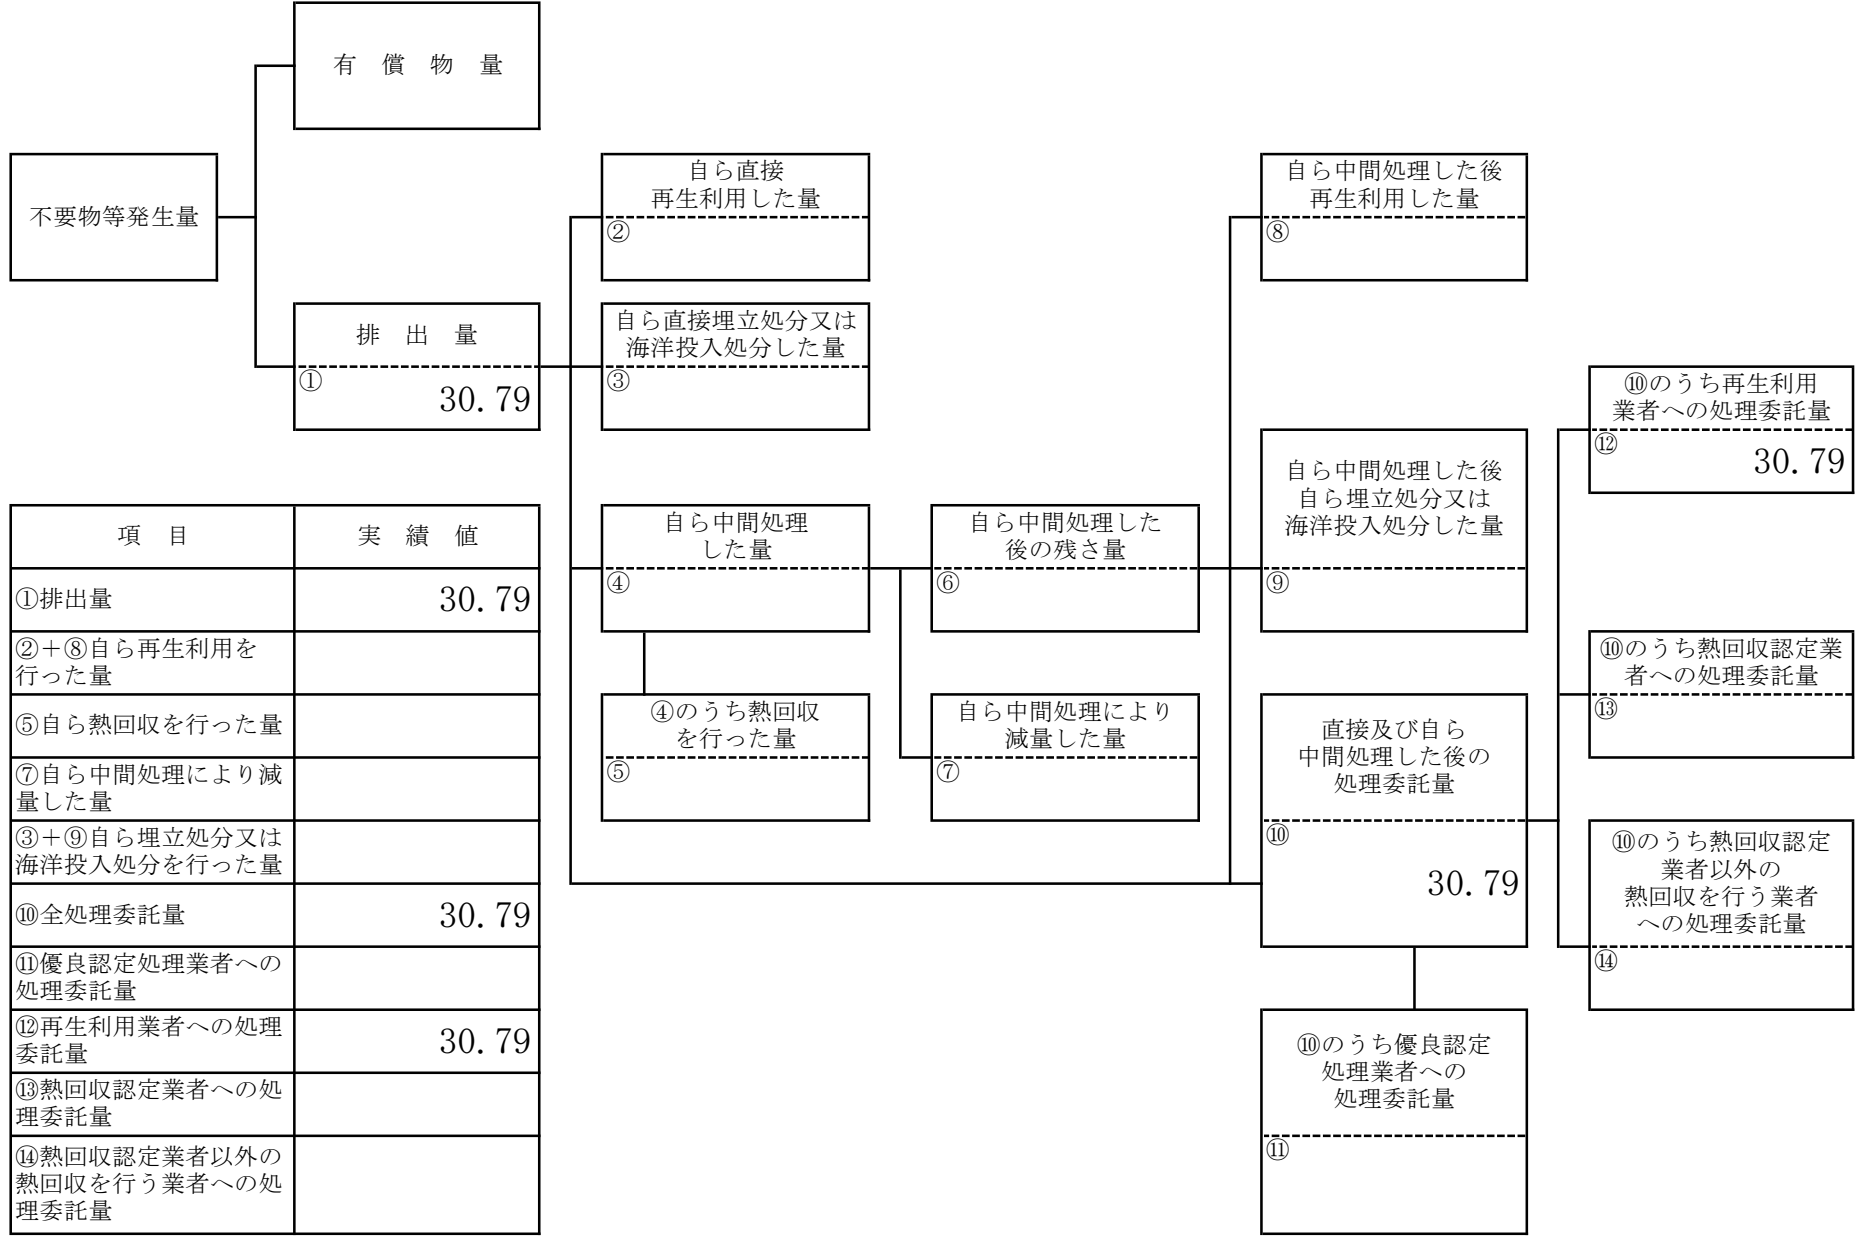 有　償　物　量
不要物等発生量
排　出　量
①
30.79
自ら直接
再生利用した量
②
自ら直接埋立処分又は
海洋投入処分した量
③
自ら中間処理
した量
④
④のうち熱回収
を行った量
⑤
自ら中間処理した
後の残さ量
⑥
自ら中間処理により
減量した量
⑦
自ら中間処理した後
再生利用した量
⑧
自ら中間処理した後
自ら埋立処分又は
海洋投入処分した量
⑨
直接及び自ら
中間処理した後の
処理委託量
⑩
30.79
⑩のうち優良認定
処理業者への
処理委託量
⑪
⑩のうち再生利用
業者への処理委託量
⑫
30.79
⑩のうち熱回収認定業
者への処理委託量
⑬
⑩のうち熱回収認定
業者以外の
熱回収を行う業者
への処理委託量
⑭
項　目
実　績　値
①排出量
30.79
②＋⑧自ら再生利用を
行った量
⑤自ら熱回収を行った量
⑦自ら中間処理により減
量した量
③＋⑨自ら埋立処分又は
海洋投入処分を行った量
⑩全処理委託量
30.79
⑪優良認定処理業者への
処理委託量
⑫再生利用業者への処理
委託量
30.79
⑬熱回収認定業者への処
理委託量
⑭熱回収認定業者以外の
熱回収を行う業者への処
理委託量